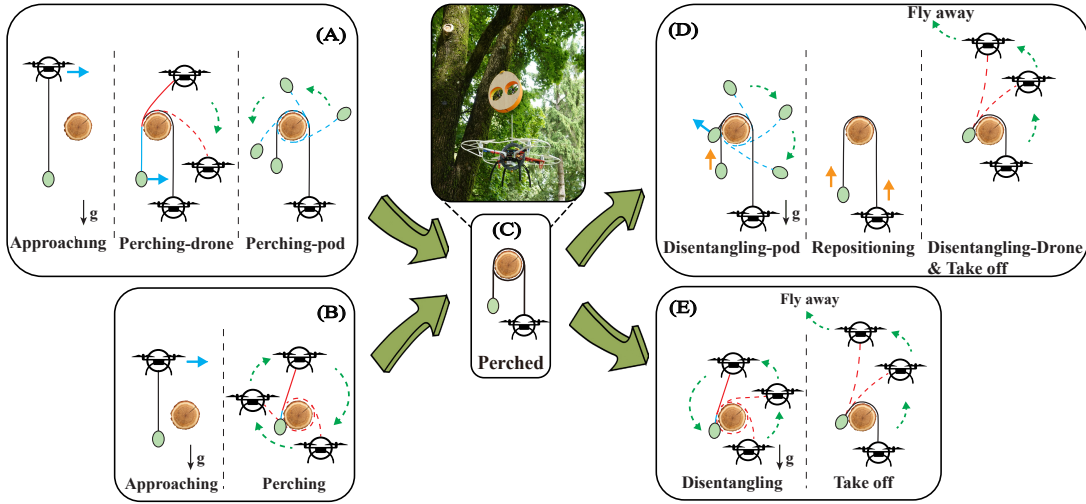 (A)
g
Approaching
Perching-drone
Perching-pod
(B)
g
Approaching
Perching
(C)
Perched
(D)
Fly away
g
Disentangling-pod
Repositioning
Disentangling-Drone
& Take off
(E)
Fly away
g
Disentangling
Take off